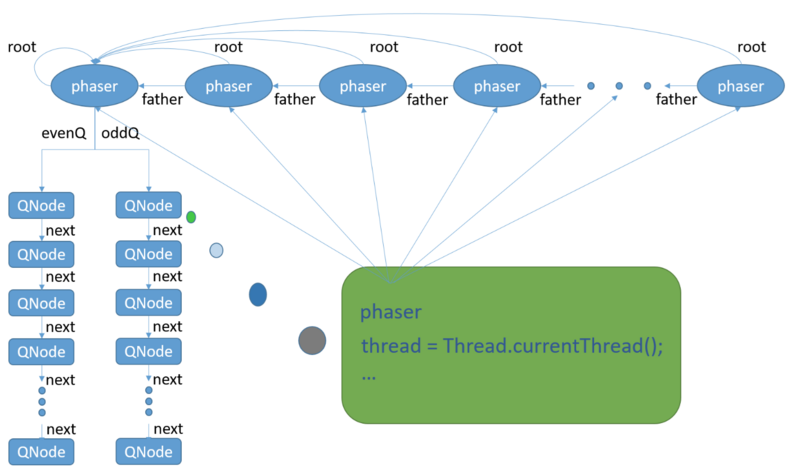 root root root root root
phaser phaser phaser phaser phaser
father father father father father
evenQ oddQ
QNode QNode
next next
QNode QNode
next next
QNode QNode
next next
QNode QNode
next next
next next
QNode QNode
phaser
thread = Thread.currentThread();
...